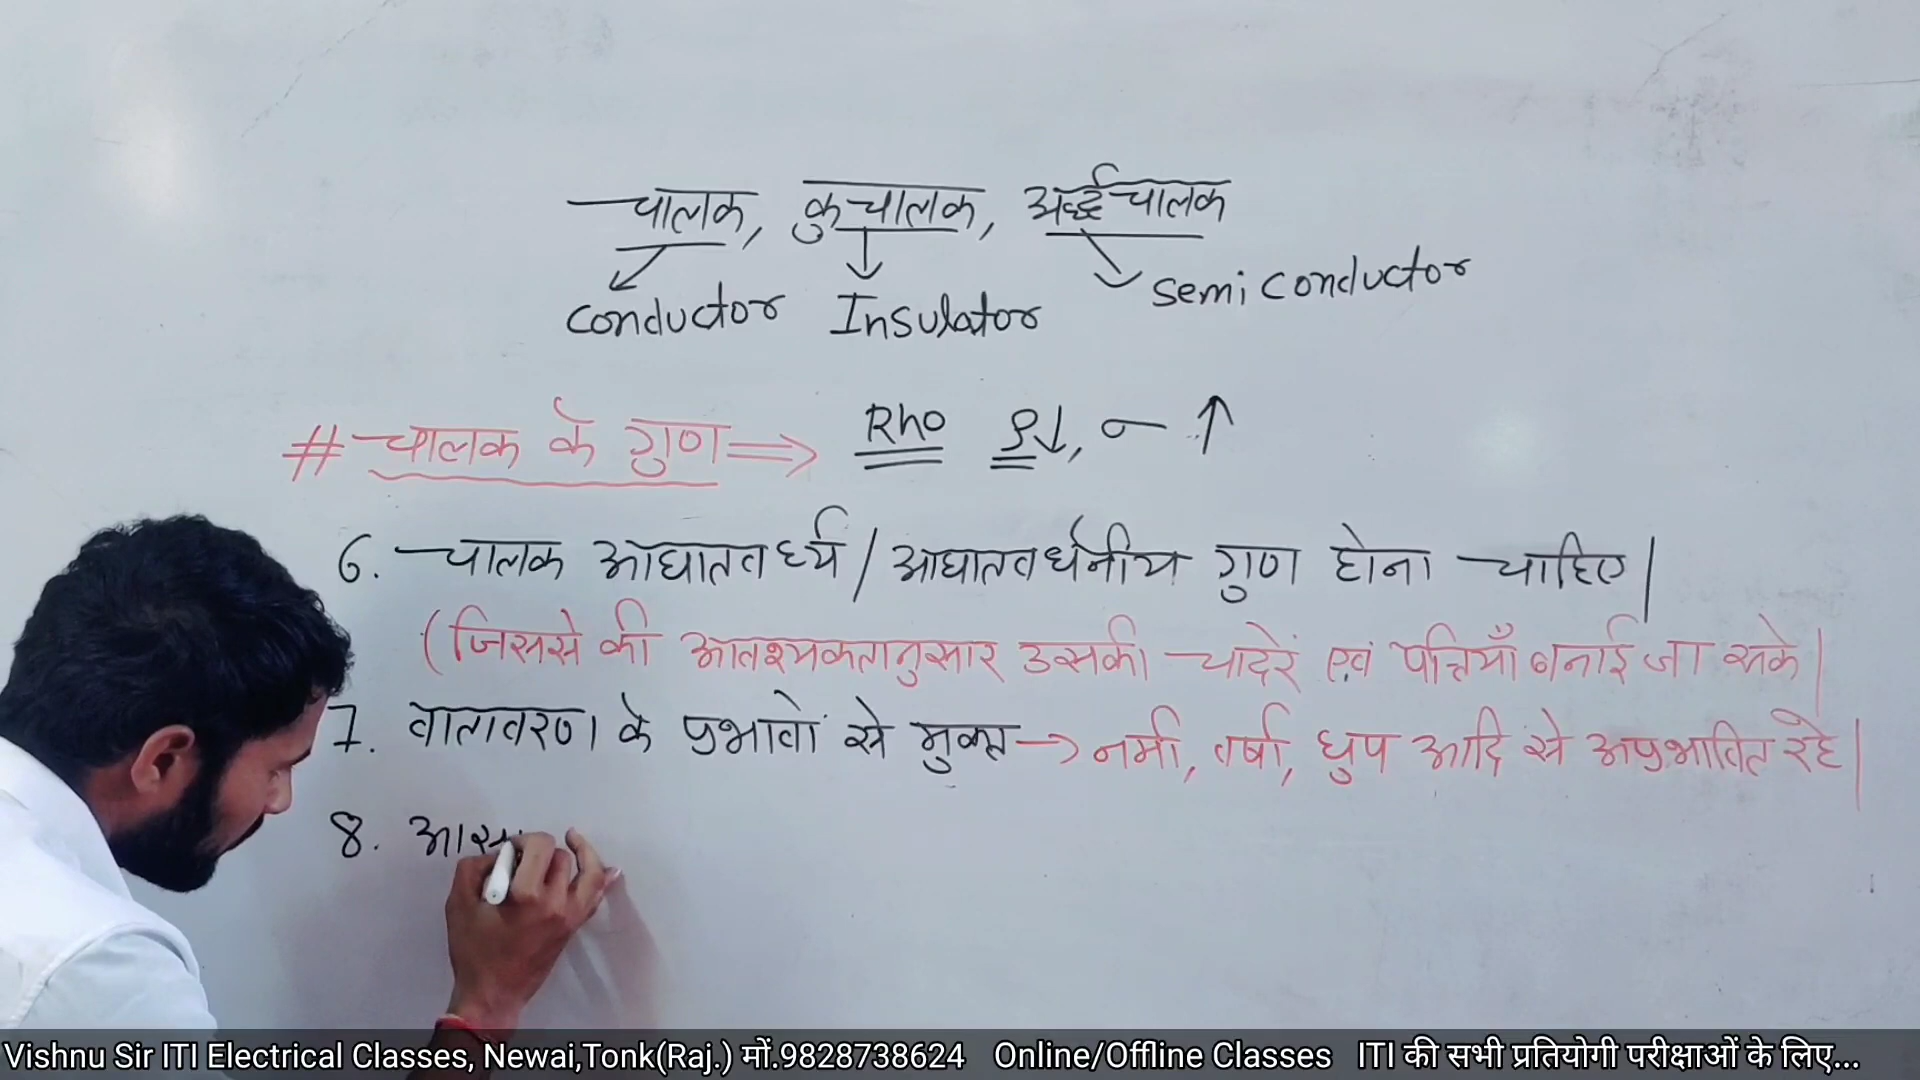 चालक, कुचालक, अर्द्धचालक
conductor Insulator Semi conductor
# चालक के गुण ⇒ Rho ρ↓, σ ↑
6. चालक आघातवर्ध्य / आघातवर्धनीय गुण होना चाहिए|
(जिससे की आवश्यकतानुसार उसकी चादरें एवं पत्तियाँ बनाई जा सके|
7. वातावरण के प्रभावों से मुक्त → नमी, वर्षा, धुप आदि से अप्रभावित रहे|
8.
Vishnu Sir ITI Electrical Classes, Newai,Tonk(Raj.) मों.9828738624 Online/Offline Classes ITI की सभी प्रतियोगी परीक्षाओं के लिए...